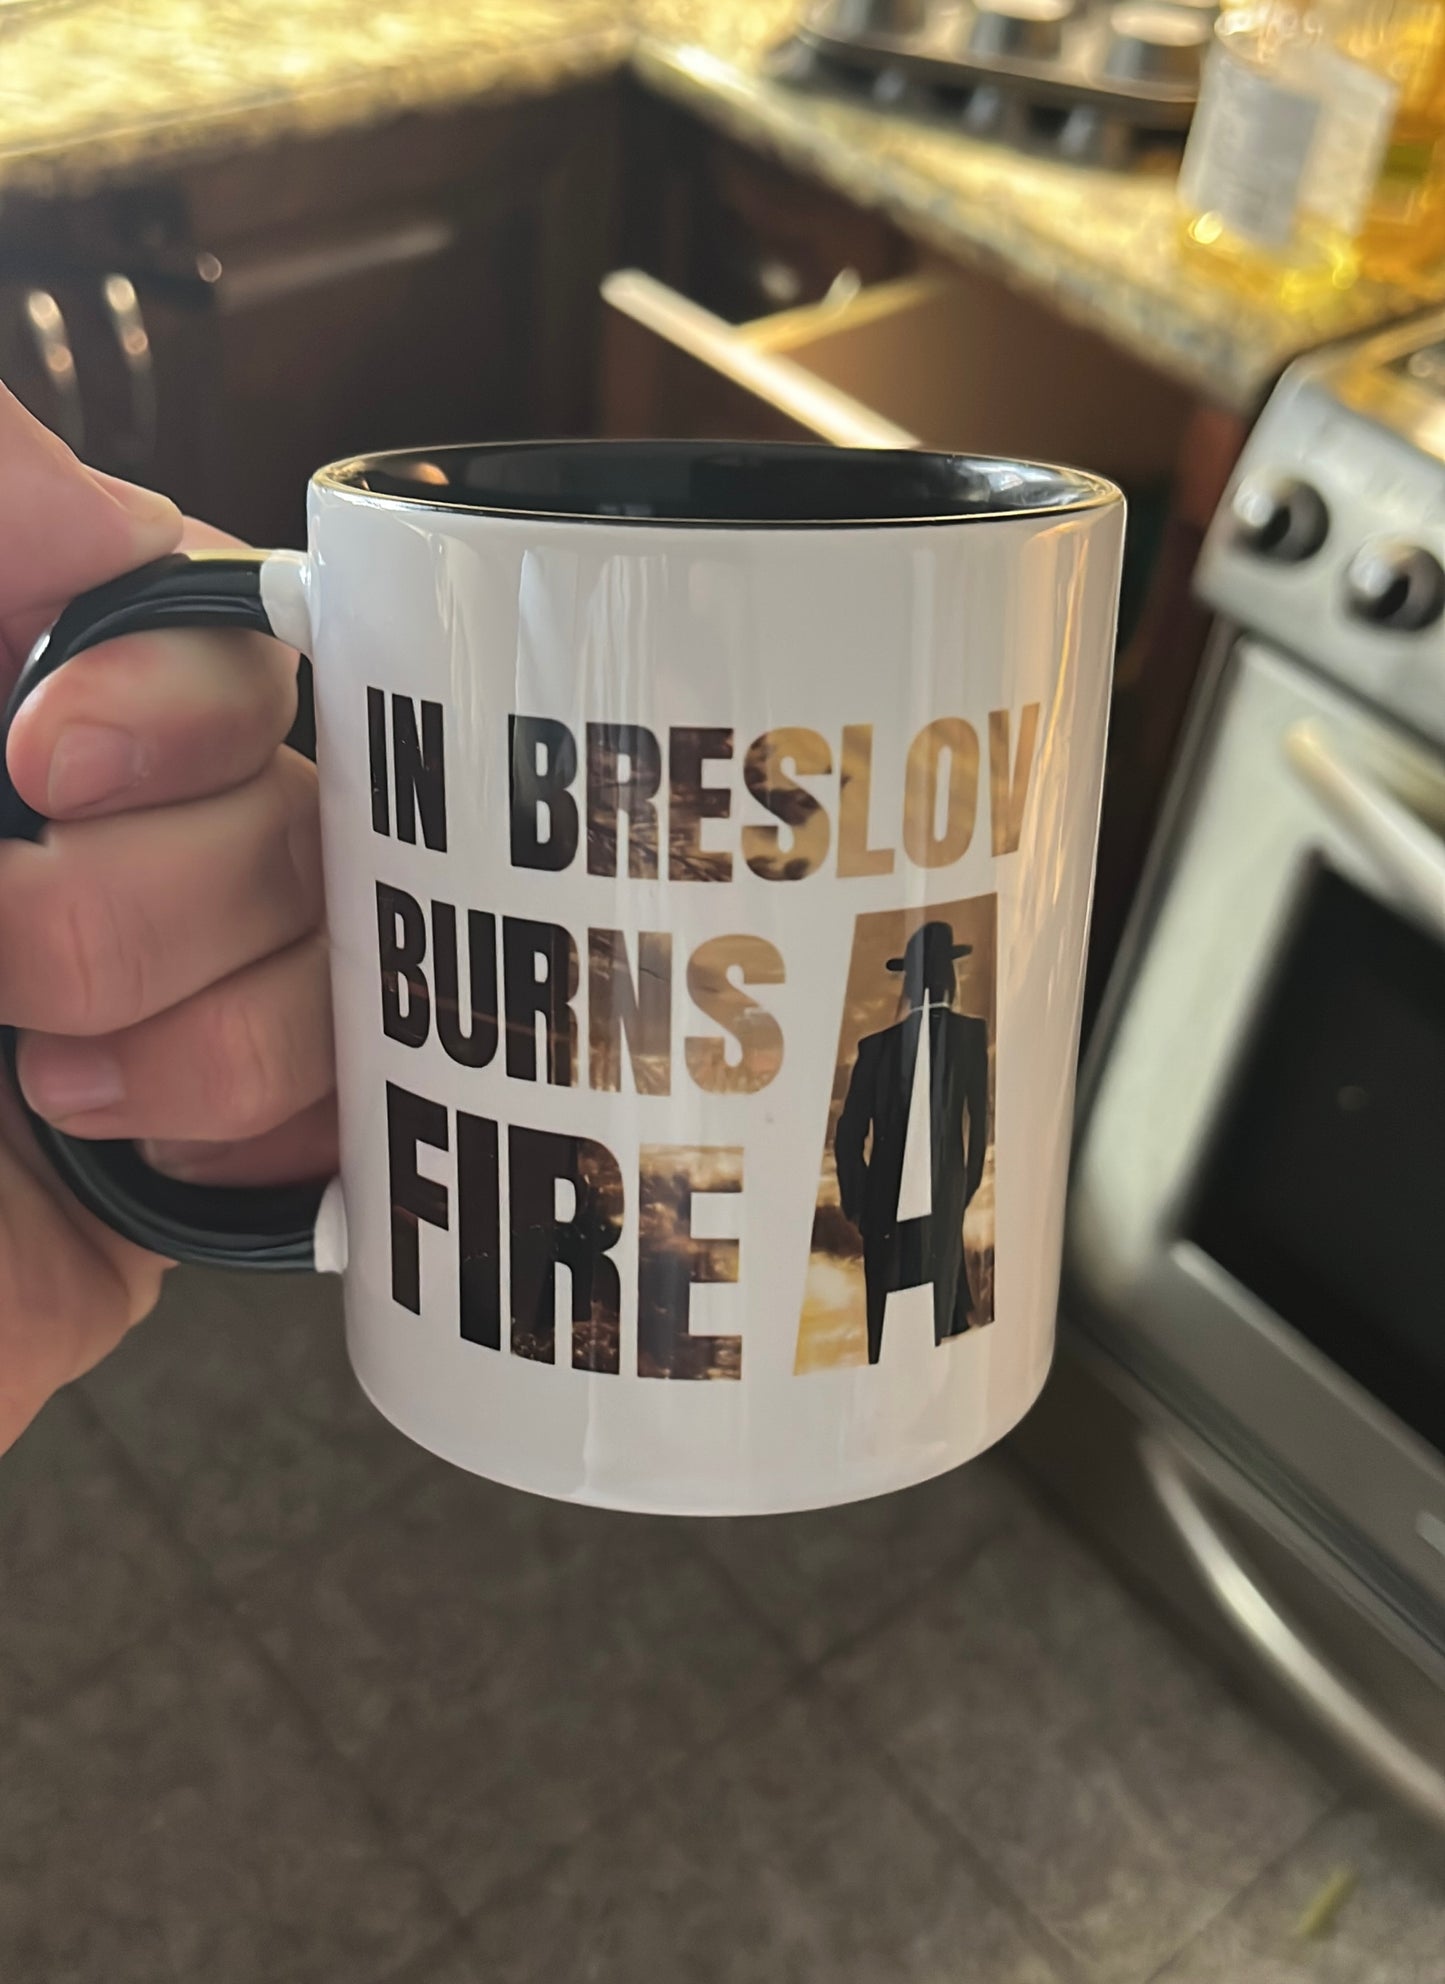 IN BRESLOV
BURNS A
FIRE